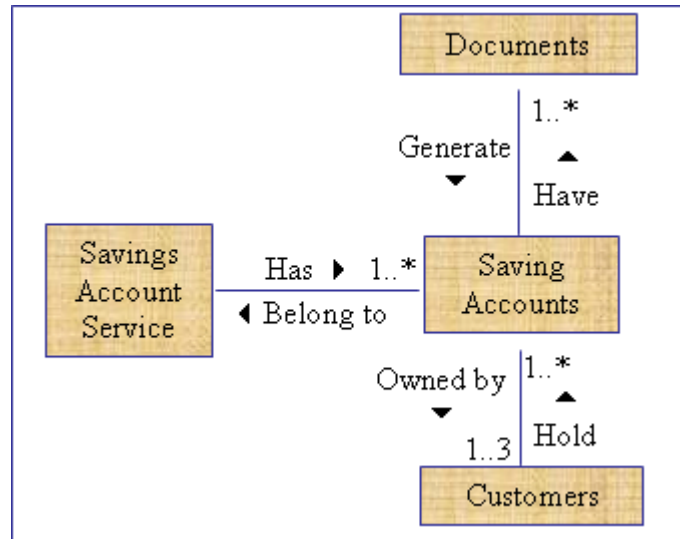 Documents
1..*
Generate
Have
Savings
Account
Service
Has 1..*
Belong to
Saving
Accounts
Owned by
1..*
Hold
1..3
Customers